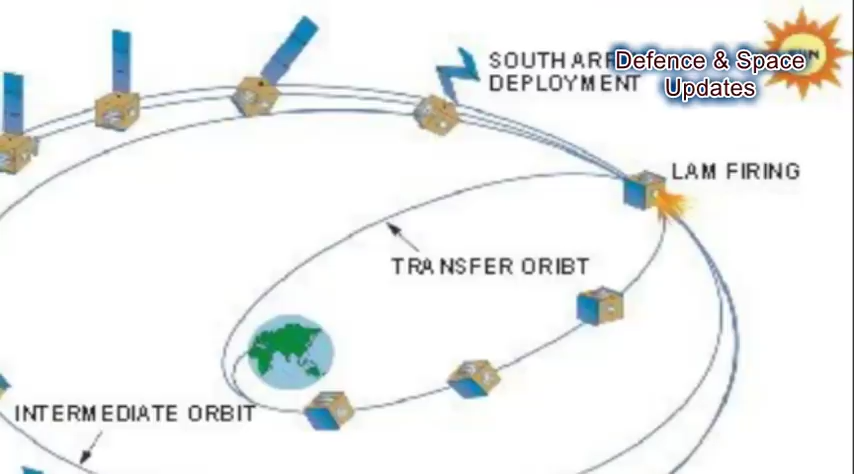 SOUTH ARR
DEPLOYMENT
Defence & Space
Updates
LAM FIRING
TRANSFER ORIBT
INTERMEDIATE ORBIT